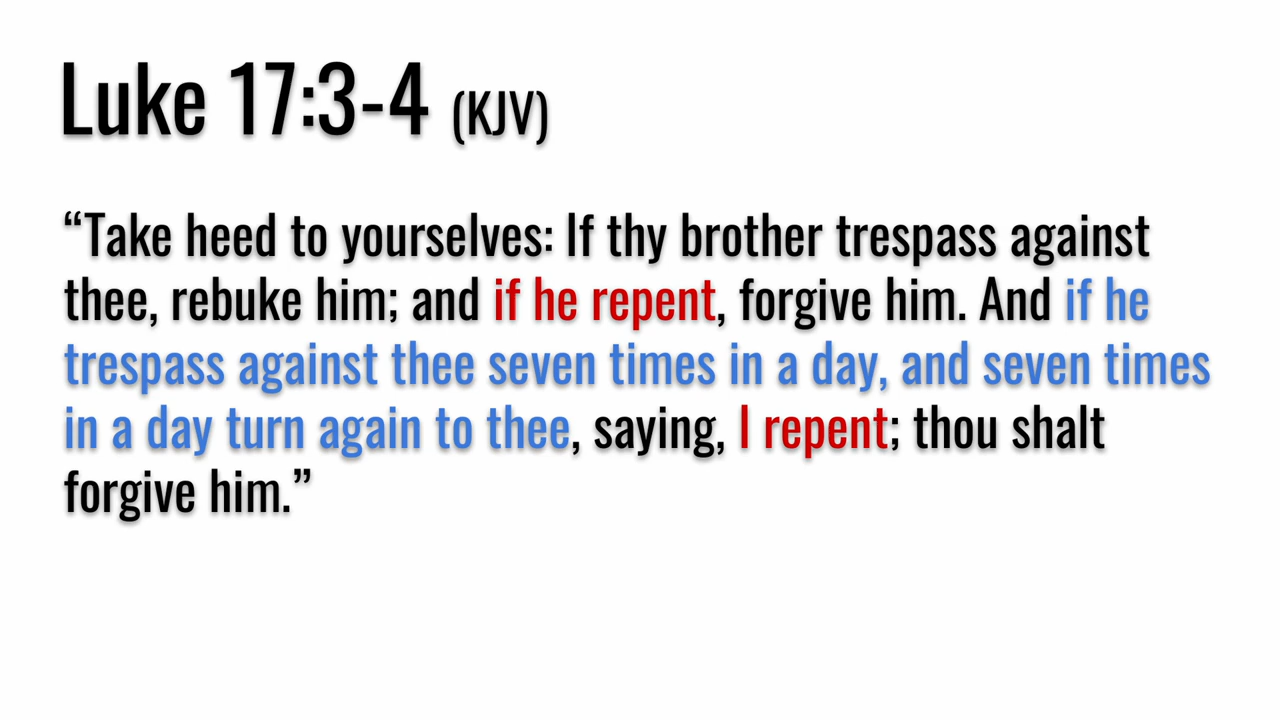 Luke 17:3-4 (KJV)
“Take heed to yourselves: If thy brother trespass against
thee, rebuke him; and if he repent, forgive him. And if he
trespass against thee seven times in a day, and seven times
in a day turn again to thee, saying, I repent; thou shalt
forgive him.”